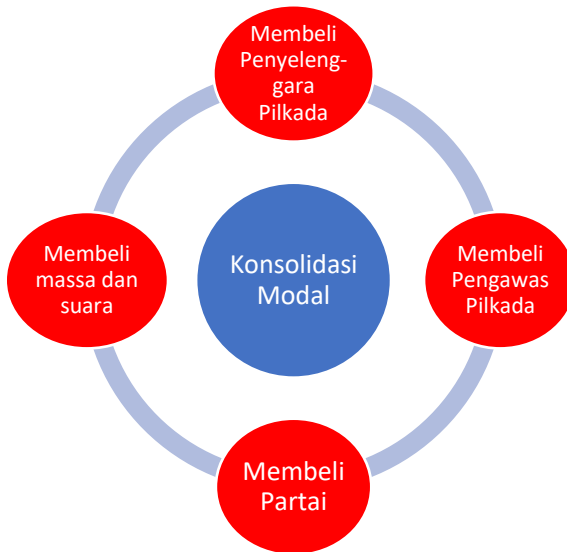 Membeli
Penyeleng-
gara
Pilkada
Membeli
massa dan
suara
Konsolidasi
Modal
Membeli
Pengawas
Pilkada
Membeli
Partai